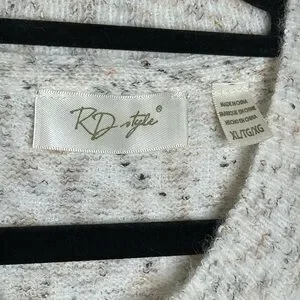 RD style®
MADE IN CHINA
FABRIQUÉ EN CHINE
HECHO EN CHINA
XL/TG/XG